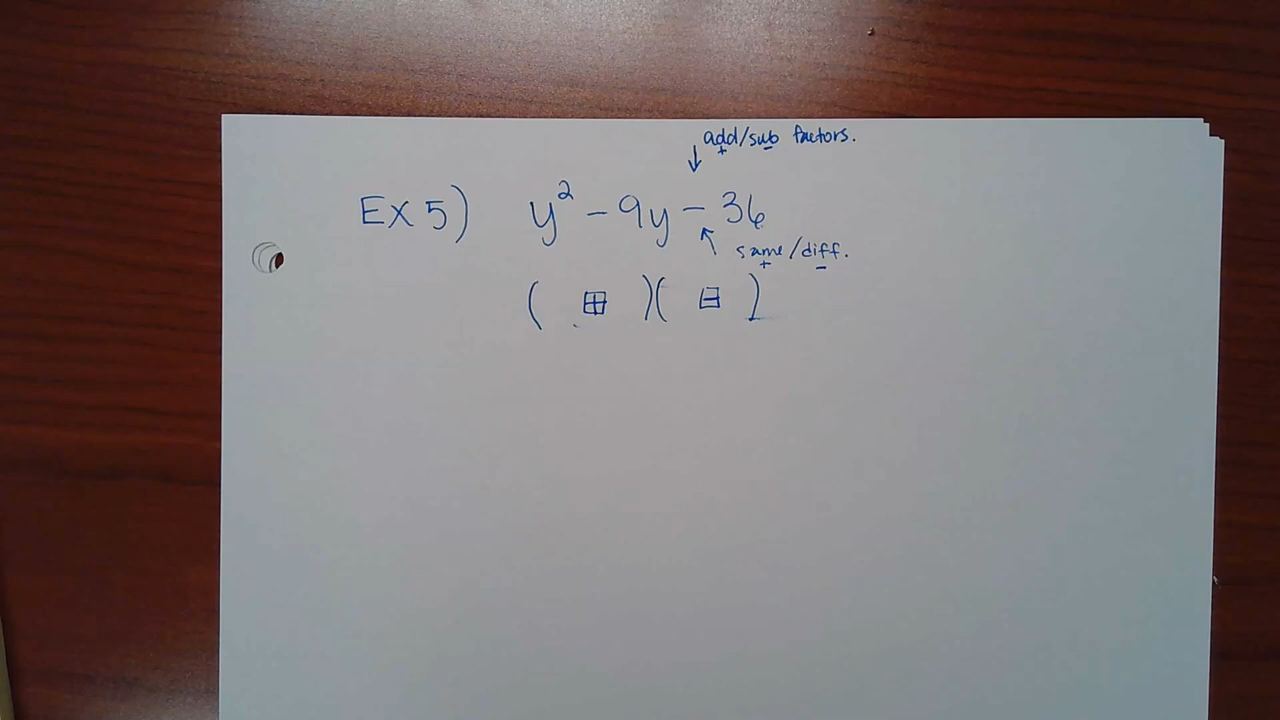 add/sub factors.
+ -
EX 5) y² - 9y - 36
same/diff.
+ -
( + )( - )